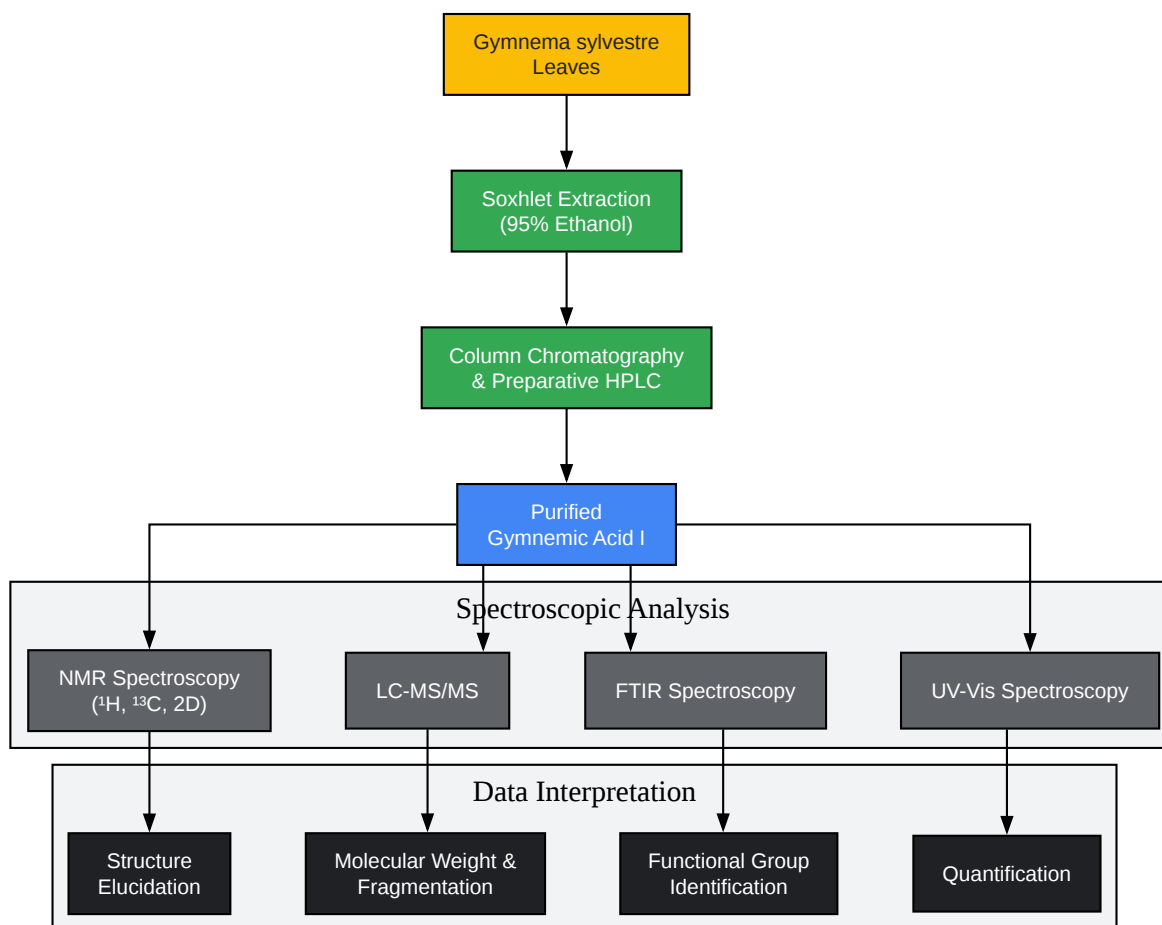 Gymnema sylvestre
Leaves
Soxhlet Extraction
(95% Ethanol)
Column Chromatography
& Preparative HPLC
Purified
Gymnemic Acid I
Spectroscopic Analysis
NMR Spectroscopy
(¹H, ¹³C, 2D)
LC-MS/MS
FTIR Spectroscopy
UV-Vis Spectroscopy
Data Interpretation
Structure
Elucidation
Molecular Weight &
Fragmentation
Functional Group
Identification
Quantification